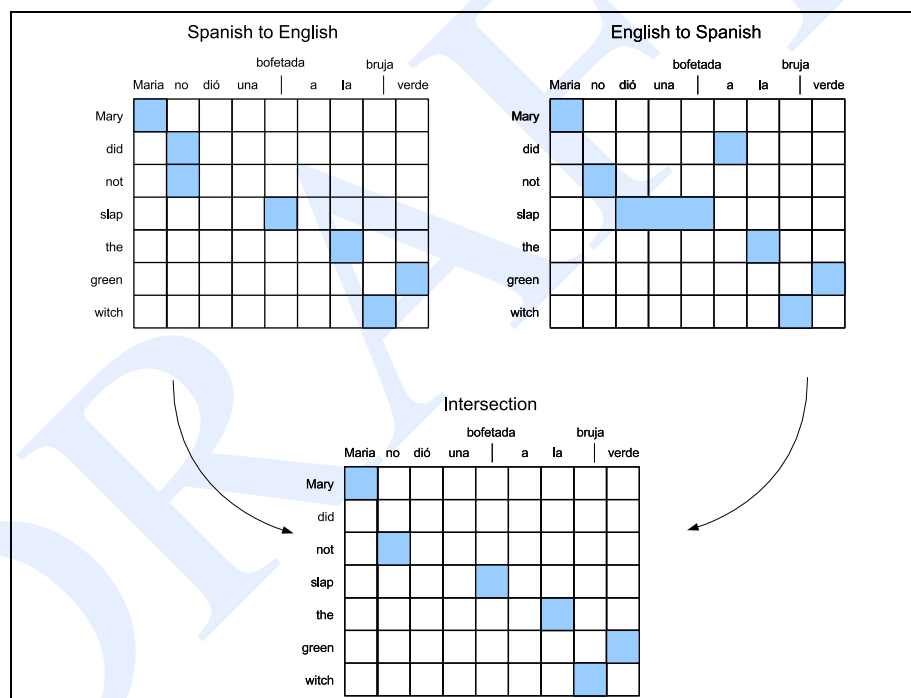 Spanish to English
English to Spanish
bofetada
bruja
Maria no dió una a la verde
Mary
did
not
slap
the
green
witch
bofetada
bruja
Maria no dió una a la verde
Mary
did
not
slap
the
green
witch
Intersection
bofetada
bruja
Maria no dió una a la verde
Mary
did
not
slap
the
green
witch